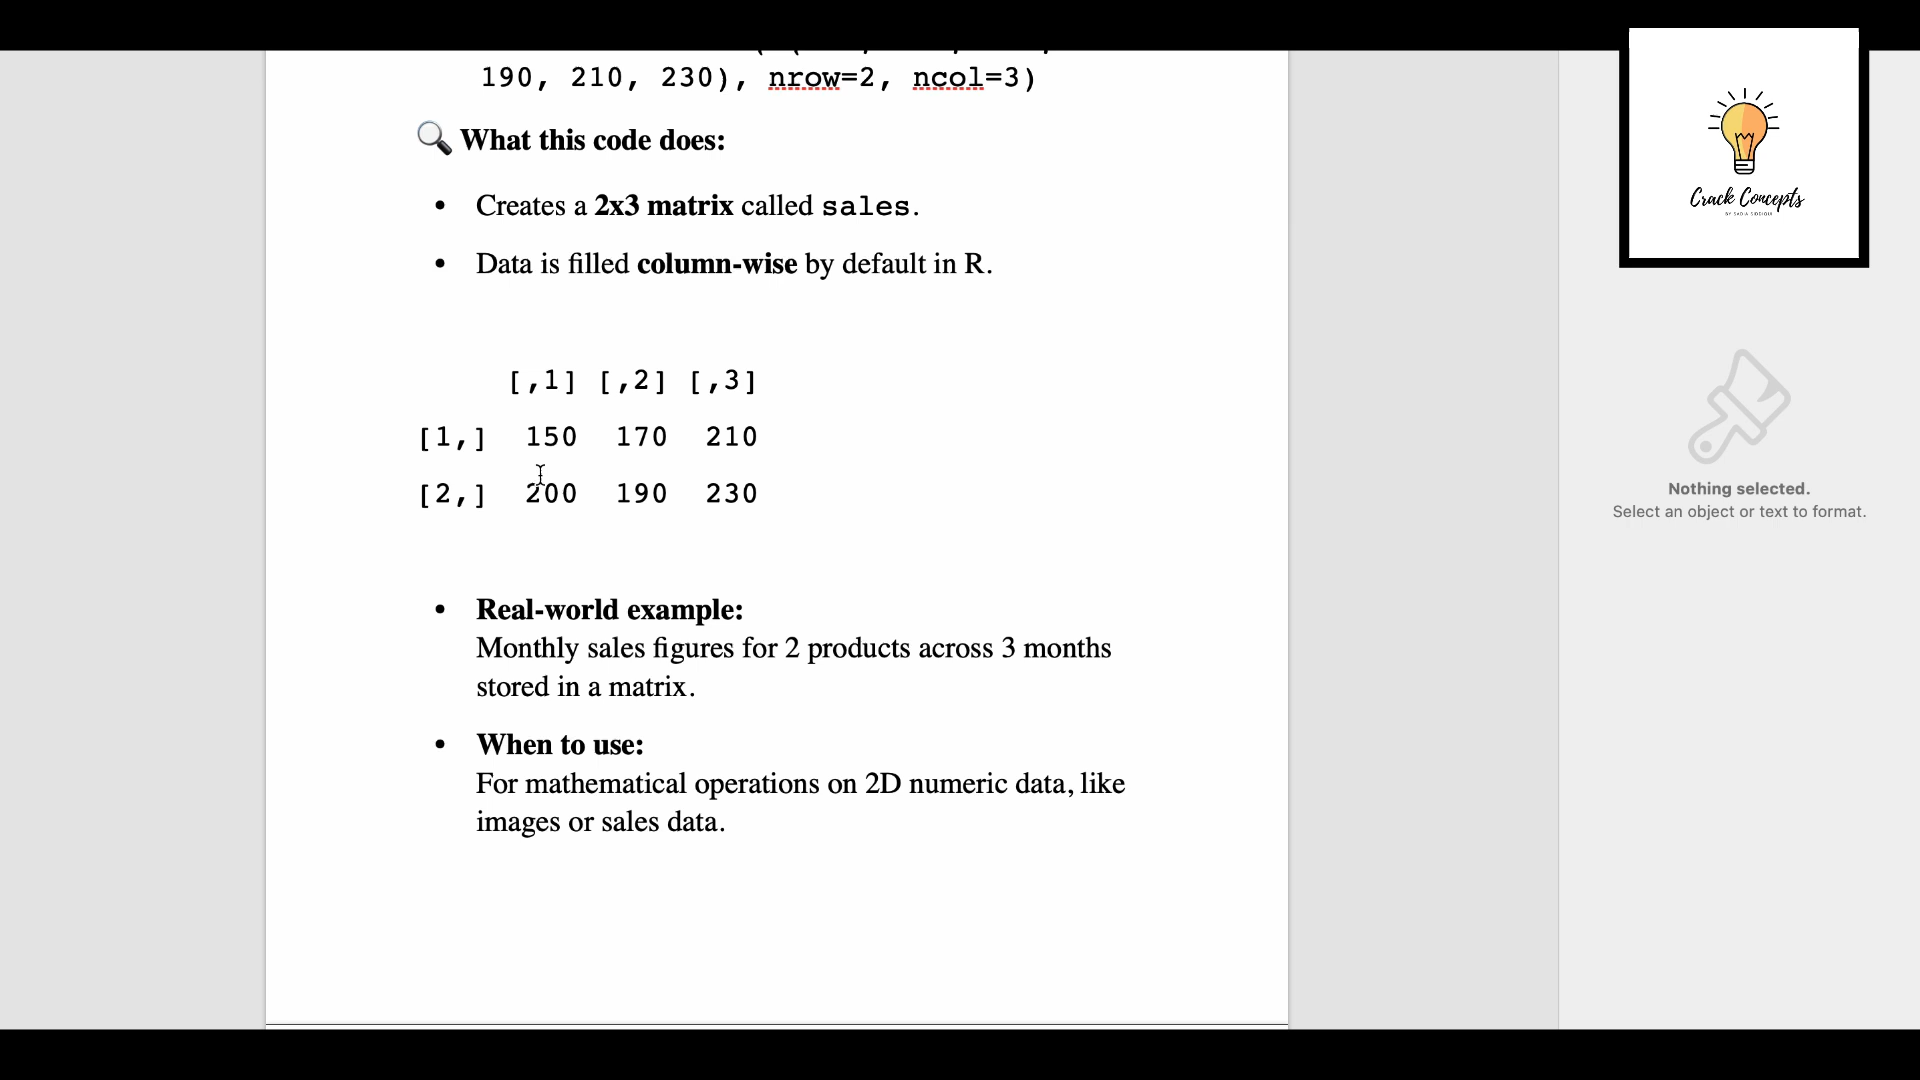 190, 210, 230), nrow=2, ncol=3)
🔍 What this code does:
• Creates a 2x3 matrix called sales.
• Data is filled column-wise by default in R.
[,1] [,2] [,3]
[1,] 150 170 210
[2,] 200 190 230
• Real-world example:
Monthly sales figures for 2 products across 3 months
stored in a matrix.
• When to use:
For mathematical operations on 2D numeric data, like
images or sales data.
Crack Concepts
BY SADIA SIDDIQUI
Nothing selected.
Select an object or text to format.